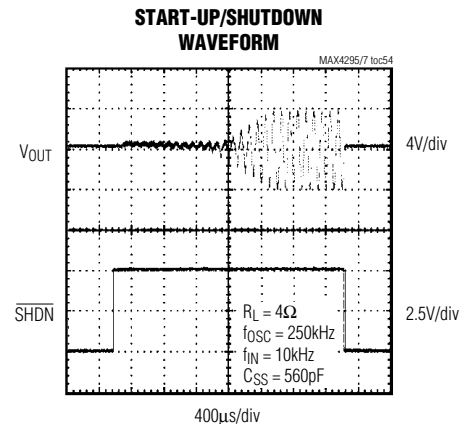 START-UP/SHUTDOWN
WAVEFORM
MAX4295/7 toc54
VOUT
4V/div
SHDN
2.5V/div
RL = 4Ω
fOSC = 250kHz
fIN = 10kHz
CSS = 560pF
400µs/div